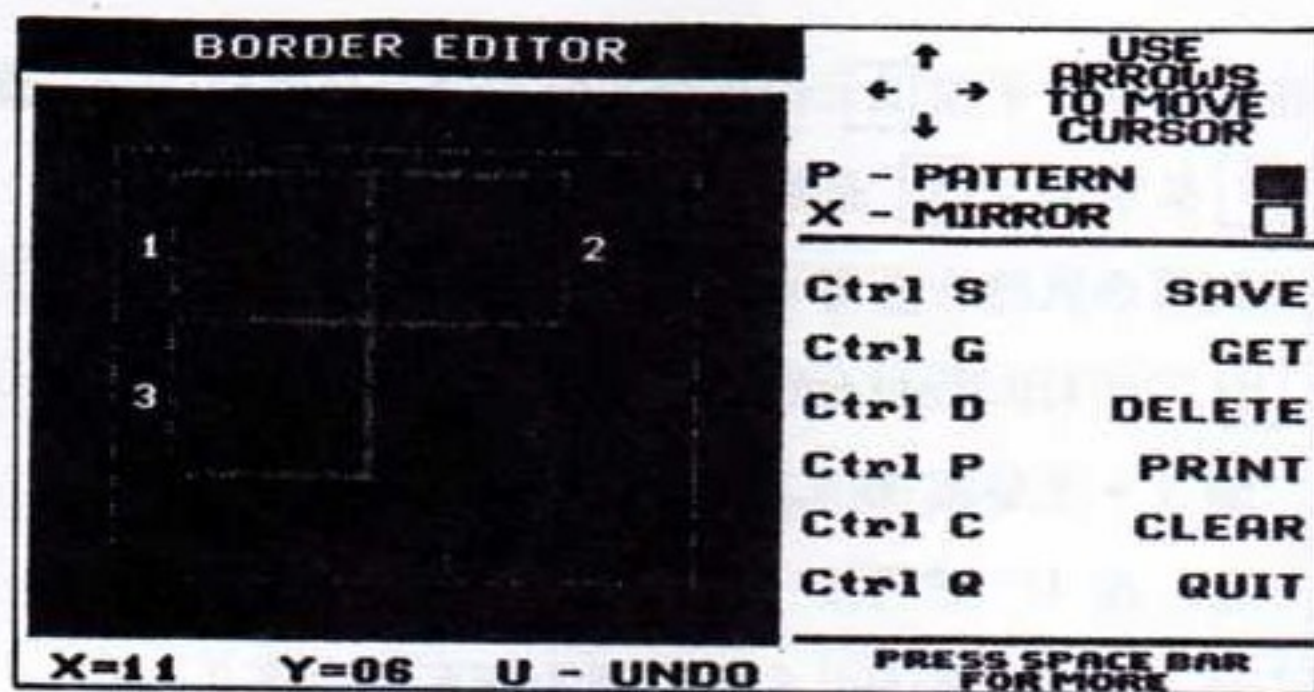 BORDER EDITOR
1
2
3
X=11 Y=06 U - UNDO
USE
ARROWS
TO MOVE
CURSOR
P - PATTERN
X - MIRROR
Ctrl S SAVE
Ctrl G GET
Ctrl D DELETE
Ctrl P PRINT
Ctrl C CLEAR
Ctrl Q QUIT
PRESS SPACE BAR
FOR MORE